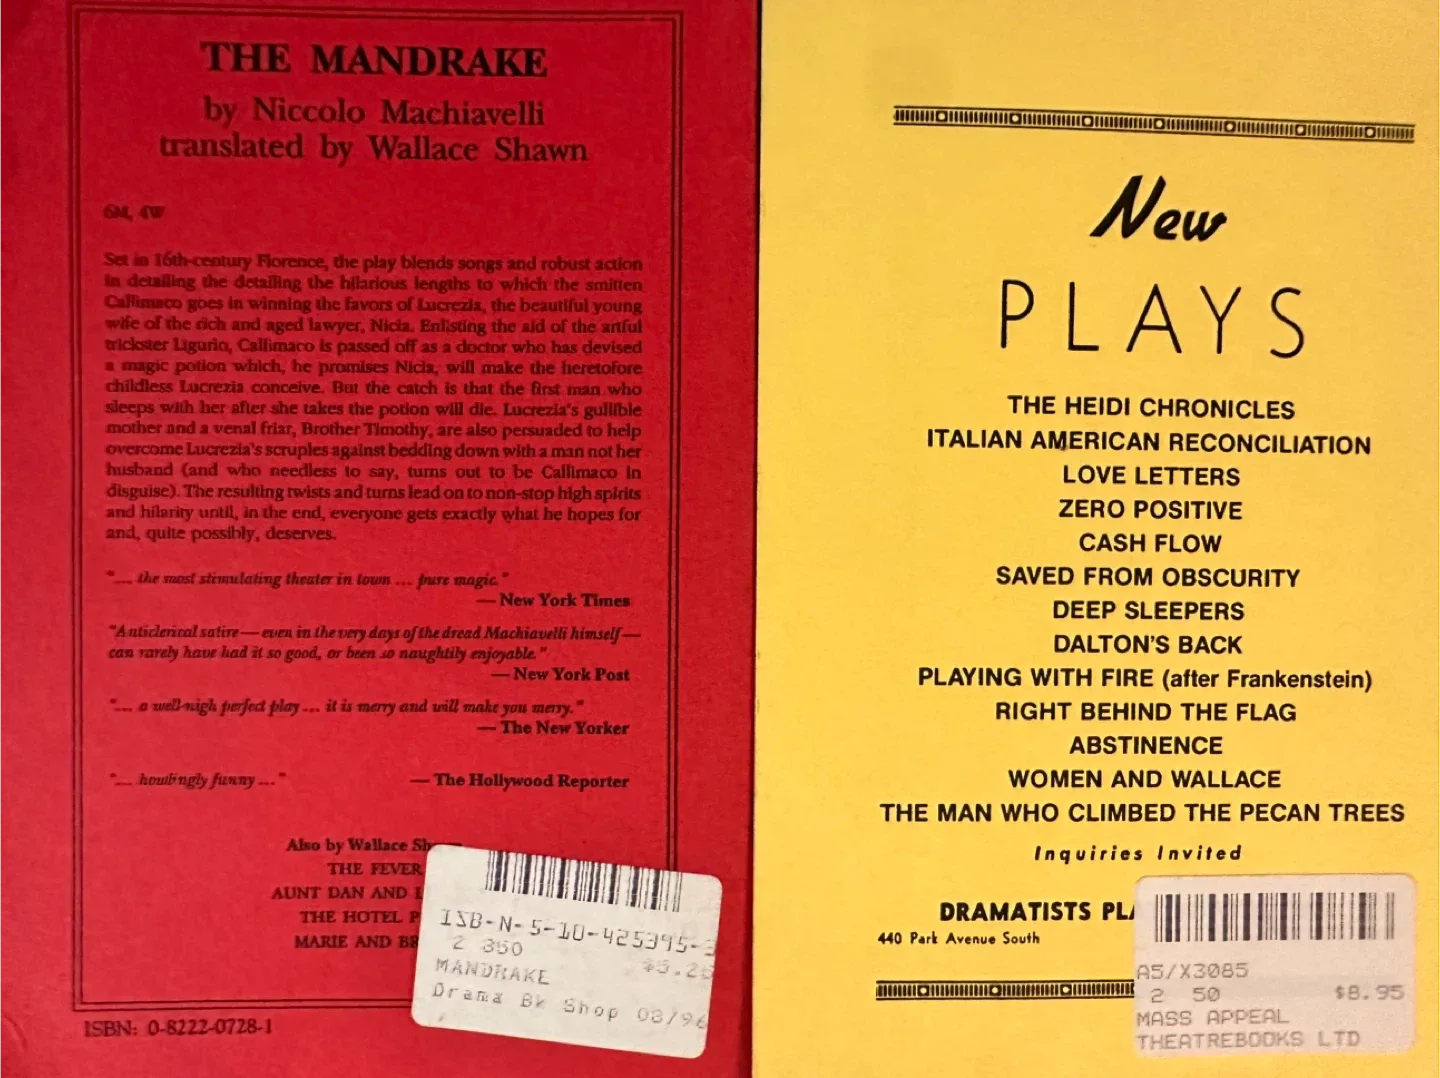 THE MANDRAKE
by Niccolo Machiavelli
translated by Wallace Shawn
6M, 4W
Set in 16th-century Florence, the play blends songs and robust action
in detailing the detailing the hilarious lengths to which the smitten
Callimaco goes in winning the favors of Lucrezia, the beautiful young
wife of the rich and aged lawyer, Nicia. Enlisting the aid of the artful
trickster Ligurio, Callimaco is passed off as a doctor who has devised
a magic potion which, he promises Nicia, will make the heretofore
childless Lucrezia conceive. But the catch is that the first man who
sleeps with her after she takes the potion will die. Lucrezia's gullible
mother and a venal friar, Brother Timothy, are also persuaded to help
overcome Lucrezia's scruples against bedding down with a man not her
husband (and who needless to say, turns out to be Callimaco in
disguise). The resulting twists and turns lead on to non-stop high spirits
and hilarity until, in the end, everyone gets exactly what he hopes for
and, quite possibly, deserves.
"... the most stimulating theater in town ... pure magic."
— New York Times
"Anticlerical satire — even in the very days of the dread Machiavelli himself —
can rarely have had it so good, or been so naughtily enjoyable."
— New York Post
"... a well-nigh perfect play ... it is merry and will make you merry."
— The New Yorker
"... howlingly funny ..." — The Hollywood Reporter
Also by Wallace Sh
THE FEVER
AUNT DAN AND L
THE HOTEL P
MARIE AND BR
ISBN: 0-8222-0728-1
ISB-N-5-10-425395-3
2 350 $5.25
MANDRAKE
Drama Bk Shop 03/96
New
PLAYS
THE HEIDI CHRONICLES
ITALIAN AMERICAN RECONCILIATION
LOVE LETTERS
ZERO POSITIVE
CASH FLOW
SAVED FROM OBSCURITY
DEEP SLEEPERS
DALTON'S BACK
PLAYING WITH FIRE (after Frankenstein)
RIGHT BEHIND THE FLAG
ABSTINENCE
WOMEN AND WALLACE
THE MAN WHO CLIMBED THE PECAN TREES
Inquiries Invited
DRAMATISTS PLA
440 Park Avenue South
A5/X3085
2 50 $8.95
MASS APPEAL
THEATREBOOKS LTD